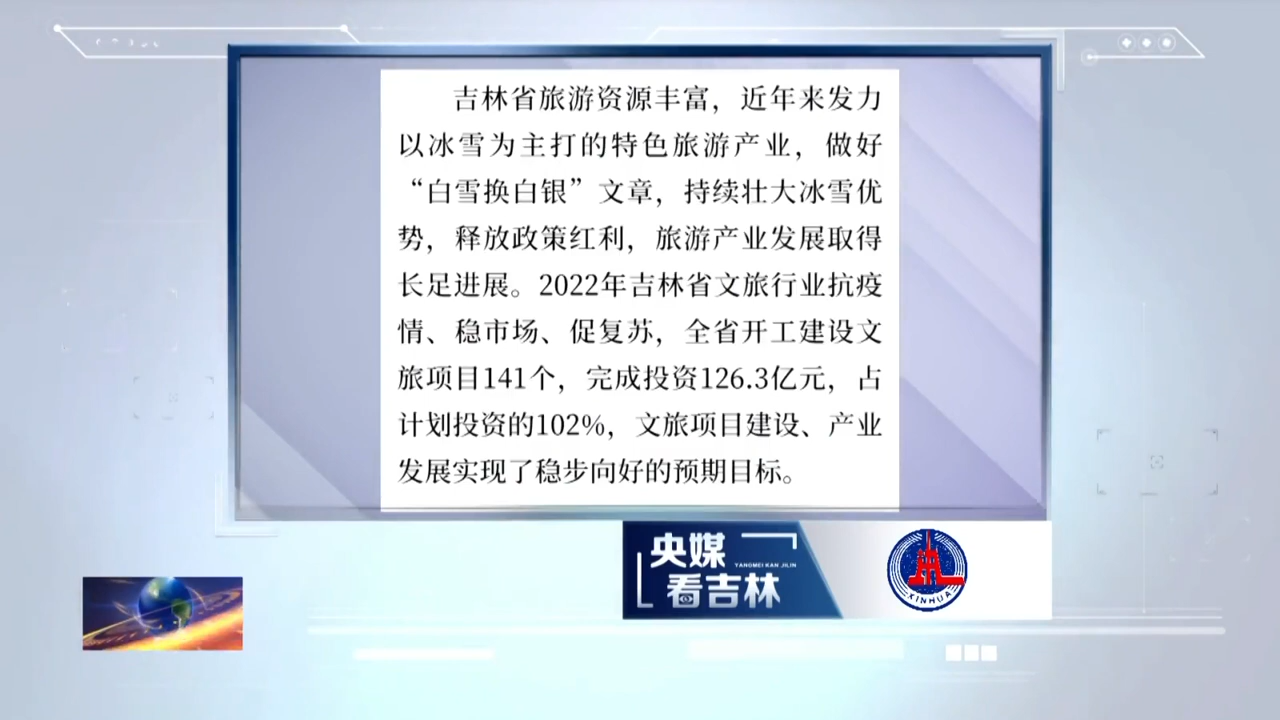 吉林省旅游资源丰富，近年来发力
以冰雪为主打的特色旅游产业，做好
“白雪换白银”文章，持续壮大冰雪优
势，释放政策红利，旅游产业发展取得
长足进展。2022年吉林省文旅行业抗疫
情、稳市场、促复苏，全省开工建设文
旅项目141个，完成投资126.3亿元，占
计划投资的102%，文旅项目建设、产业
发展实现了稳步向好的预期目标。
央媒
YANGMEI KAN JILIN
看吉林
XINHUA